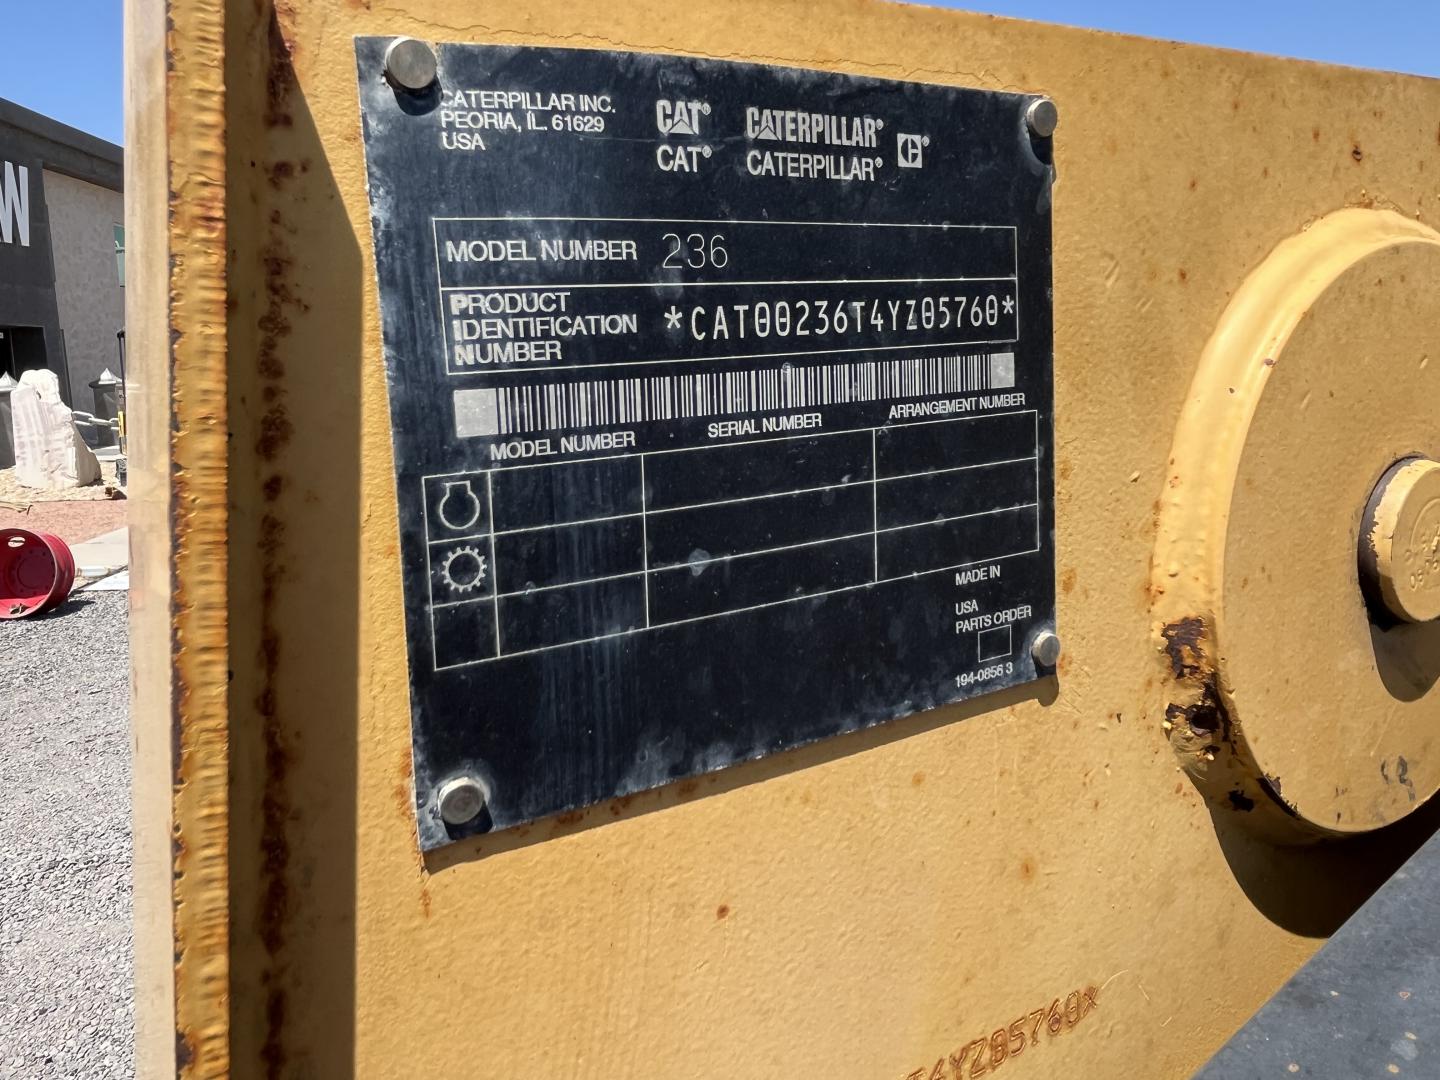 CATERPILLAR INC.
PEORIA, IL. 61629
USA
CAT®
CAT®
CATERPILLAR®
CATERPILLAR®
MODEL NUMBER 236
PRODUCT
IDENTIFICATION
NUMBER
*CAT00236T4YZ05760*
MODEL NUMBER SERIAL NUMBER ARRANGEMENT NUMBER
MADE IN
USA
PARTS ORDER
194-0856 3
T4YZ05760*
W